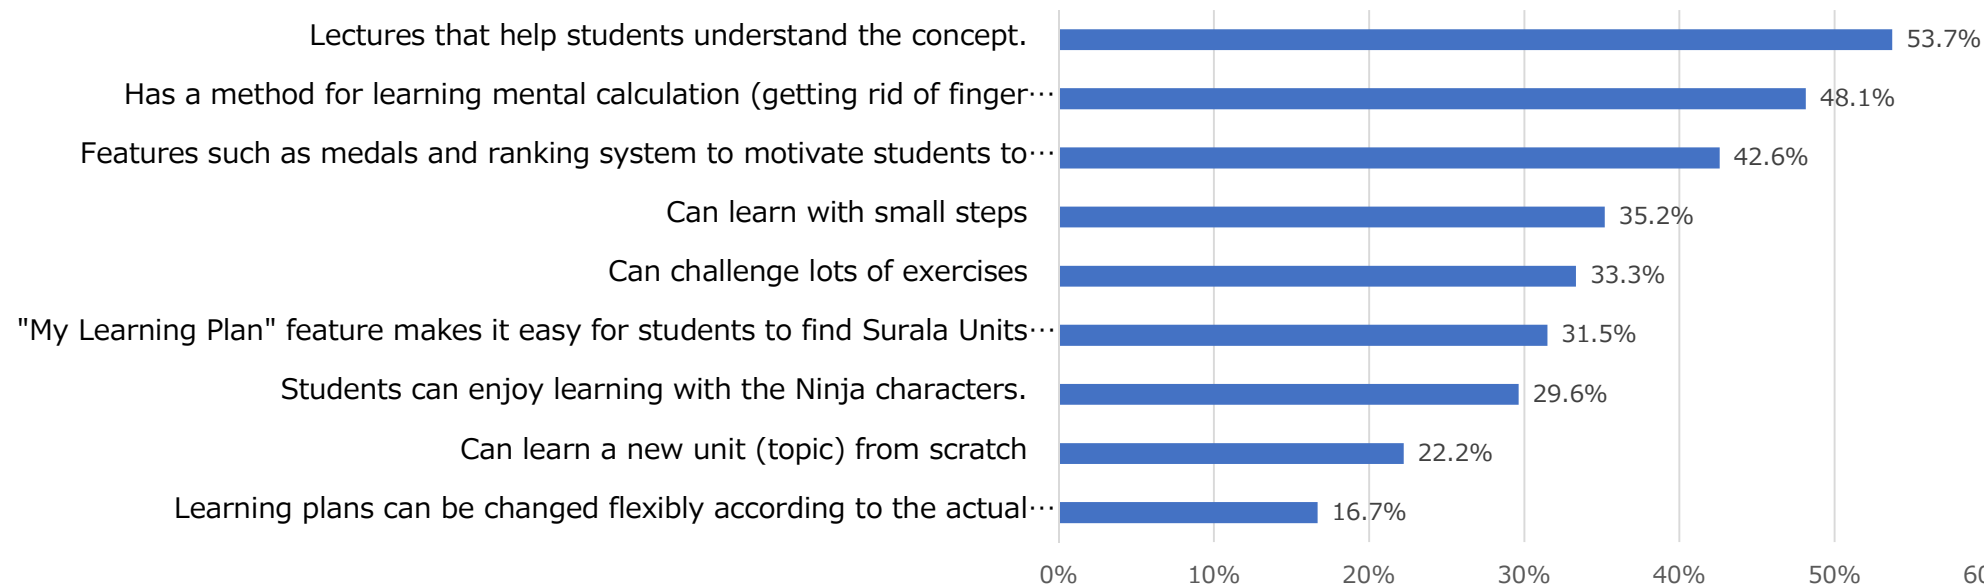 Lectures that help students understand the concept. 53.7%
Has a method for learning mental calculation (getting rid of finger… 48.1%
Features such as medals and ranking system to motivate students to… 42.6%
Can learn with small steps 35.2%
Can challenge lots of exercises 33.3%
"My Learning Plan" feature makes it easy for students to find Surala Units… 31.5%
Students can enjoy learning with the Ninja characters. 29.6%
Can learn a new unit (topic) from scratch 22.2%
Learning plans can be changed flexibly according to the actual… 16.7%
0% 10% 20% 30% 40% 50%